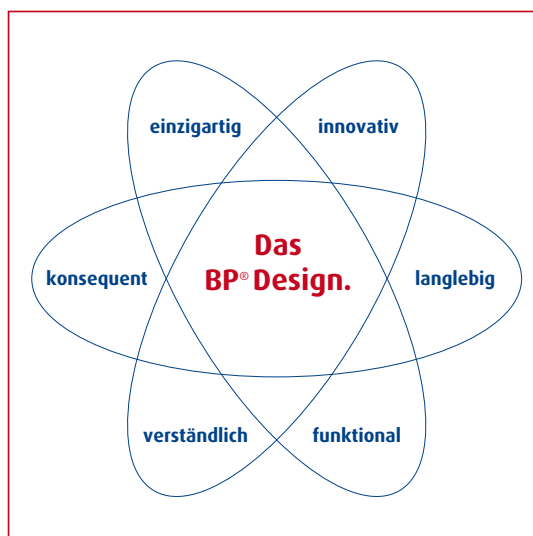 einzigartig innovativ
Das
BP® Design.
konsequent langlebig
verständlich funktional